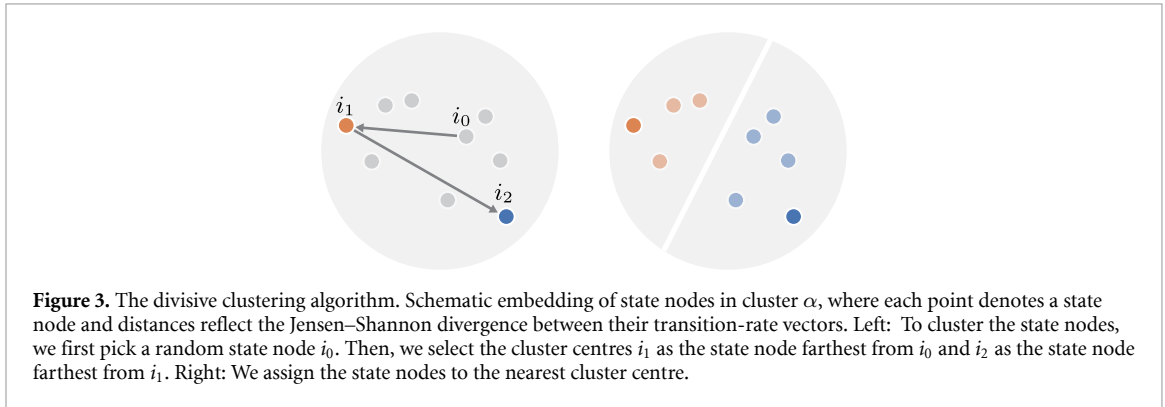 i₁
i₀
i₂
Figure 3. The divisive clustering algorithm. Schematic embedding of state nodes in cluster α, where each point denotes a state
node and distances reflect the Jensen–Shannon divergence between their transition-rate vectors. Left: To cluster the state nodes,
we first pick a random state node i₀. Then, we select the cluster centres i₁ as the state node farthest from i₀ and i₂ as the state node
farthest from i₁. Right: We assign the state nodes to the nearest cluster centre.